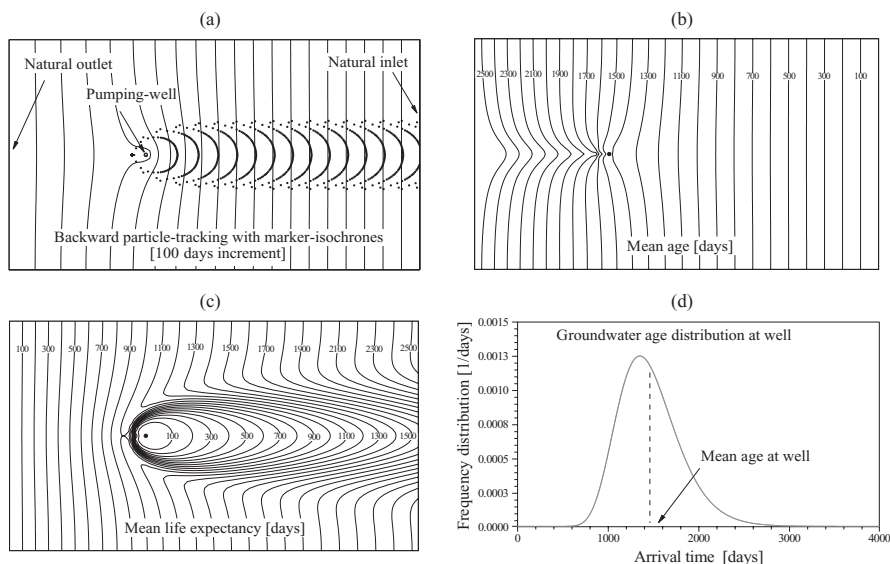 (a)
Natural outlet
Natural inlet
Pumping-well
Backward particle-tracking with marker-isochrones
[100 days increment]
(b)
2500 2300 2100 1900 1700 1500 1300 1100 900 700 500 300 100
Mean age [days]
(c)
100 300 500 700 900 1100 1300 1500 1700 1900 2100 2300 2500
100 300 500 700 900 1100 1300 1500
Mean life expectancy [days]
(d)
Frequency distribution [1/days]
0.0015
0.0013
0.0010
0.0008
0.0005
0.0003
0.0000
Groundwater age distribution at well
Mean age at well
0 1000 2000 3000 4000
Arrival time [days]